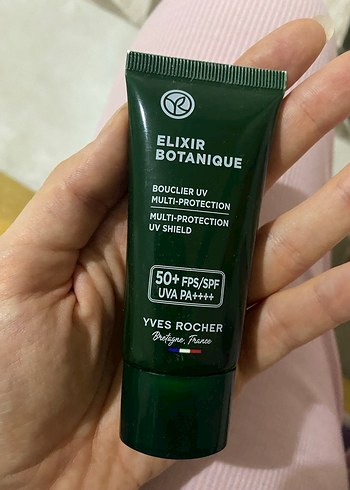 ELIXIR
BOTANIQUE
BOUCLIER UV
MULTI-PROTECTION
MULTI-PROTECTION
UV SHIELD
50+ FPS/SPF
UVA PA++++
YVES ROCHER
Bretagne, France